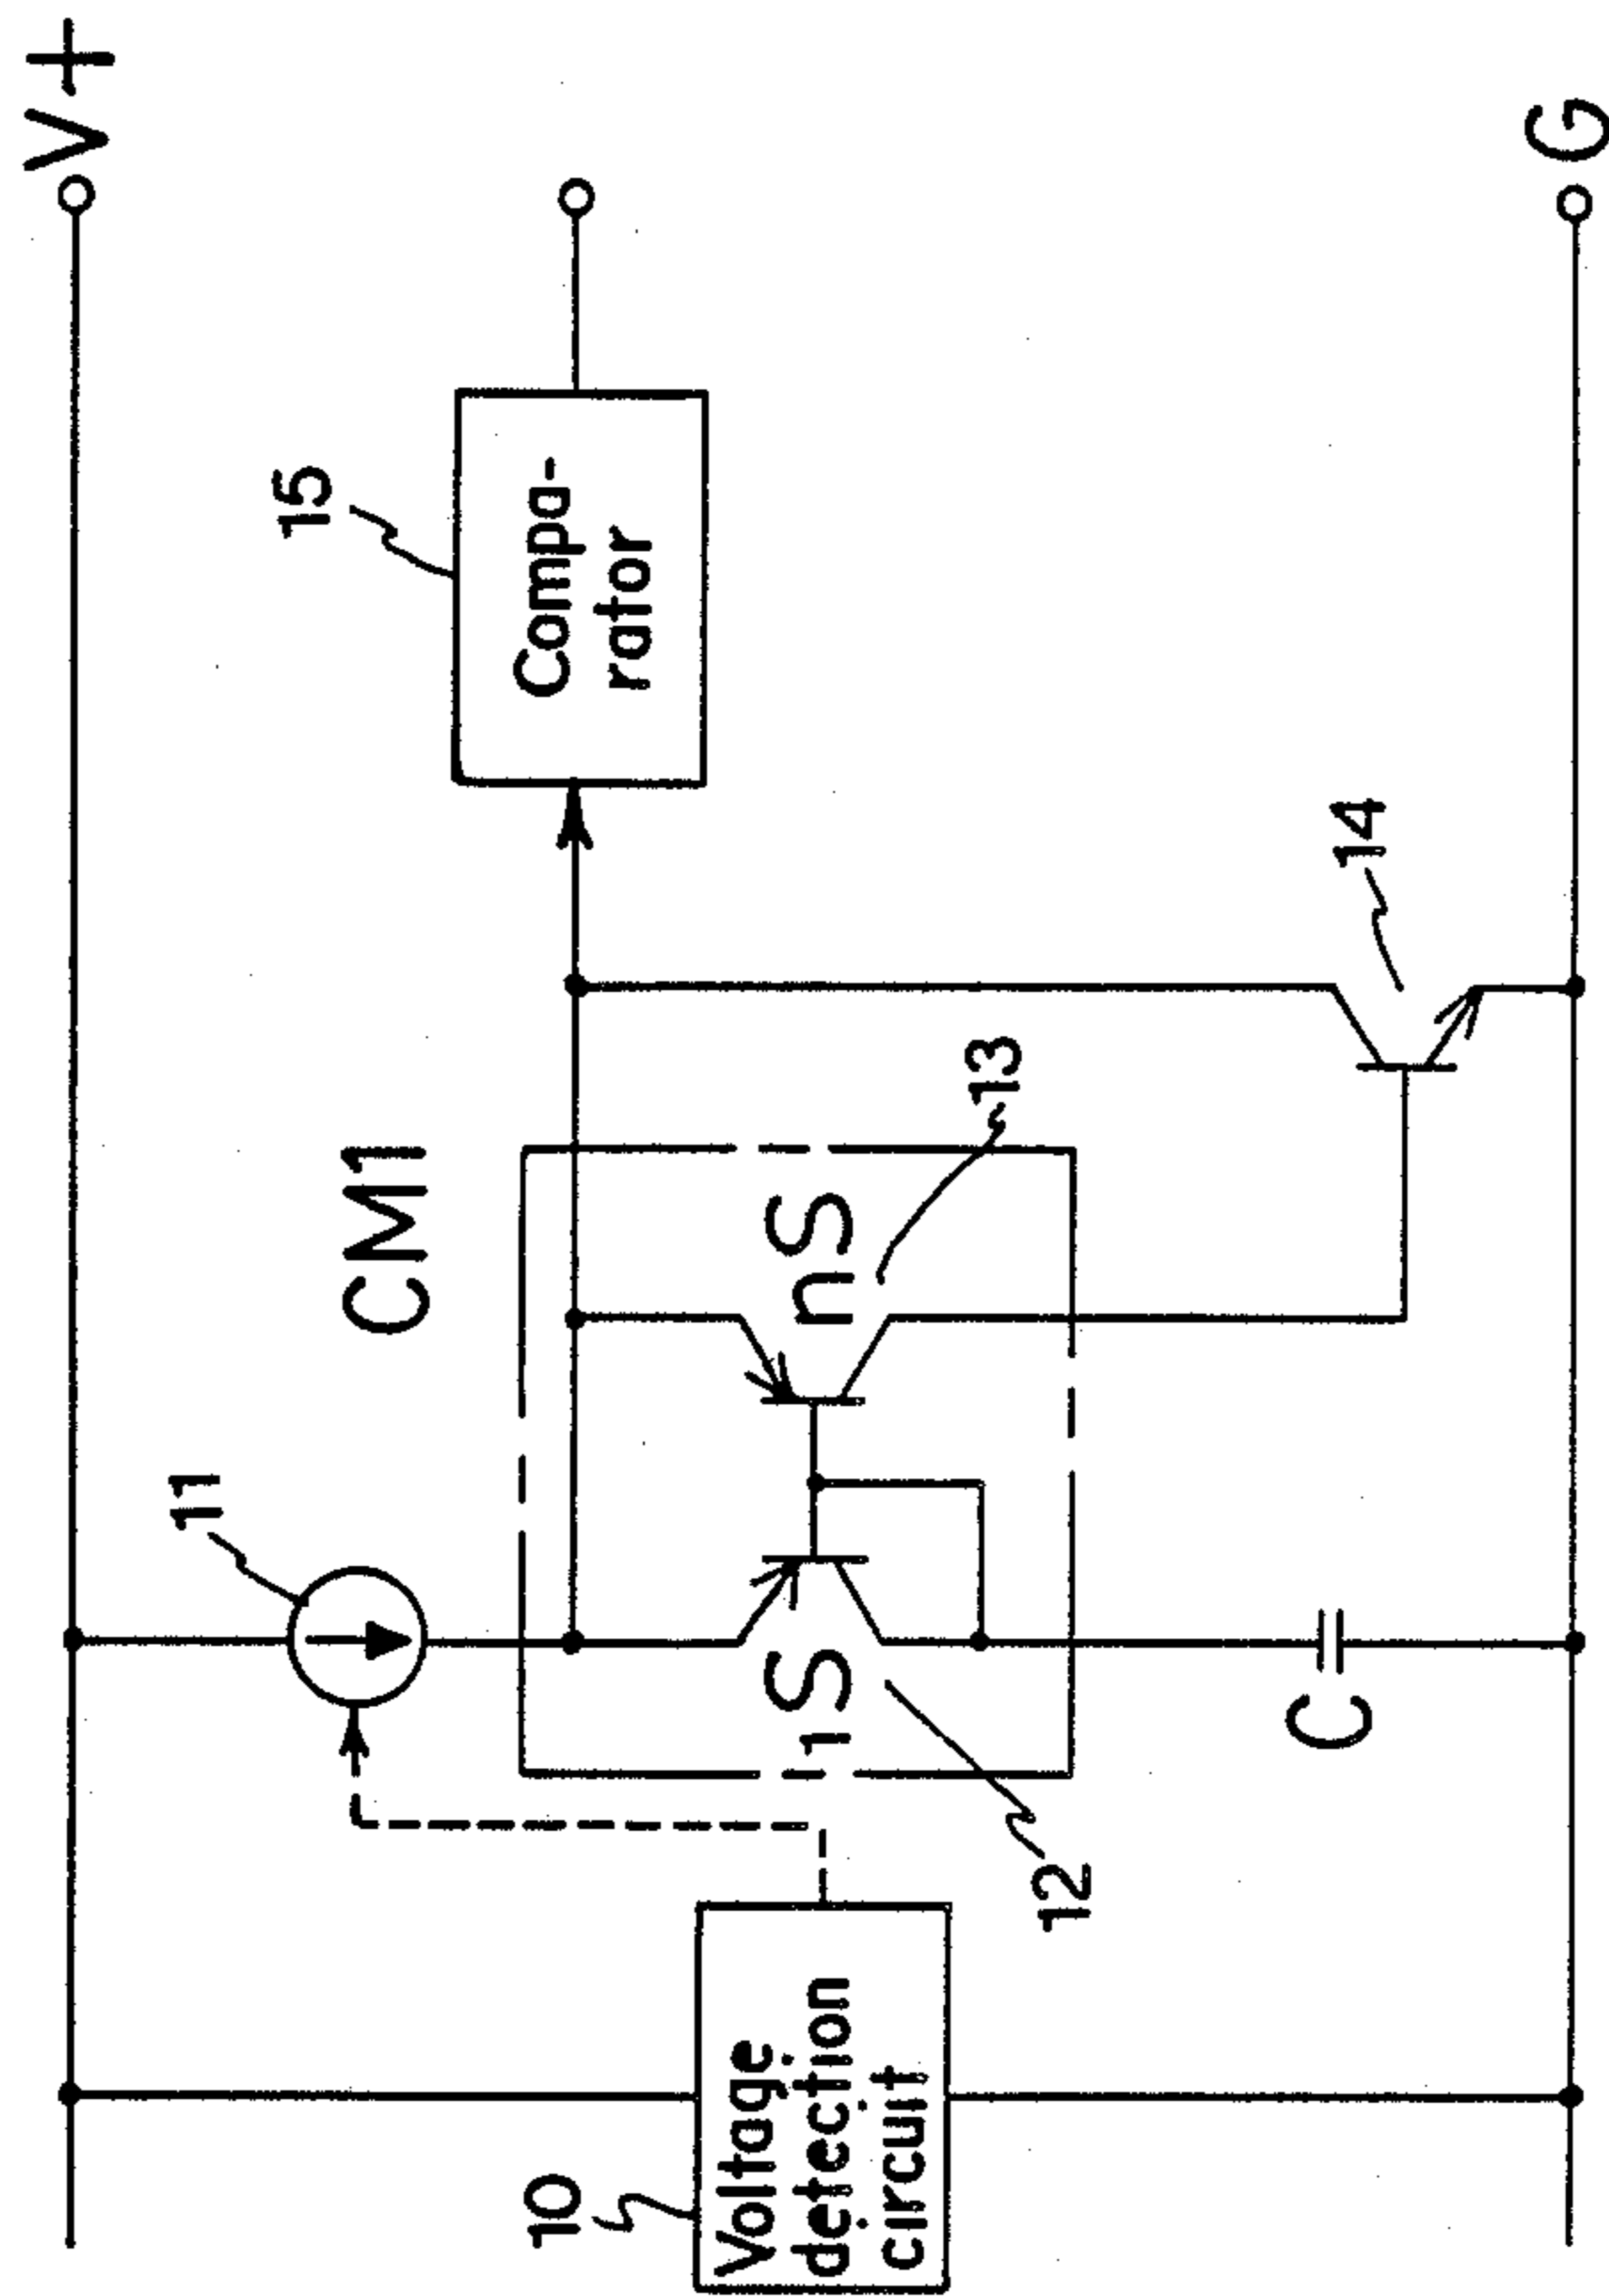 V+
11
CM1
15
Compa-
rator
10
Voltage
detection
circuit
1S
nS
12
13
14
C
G